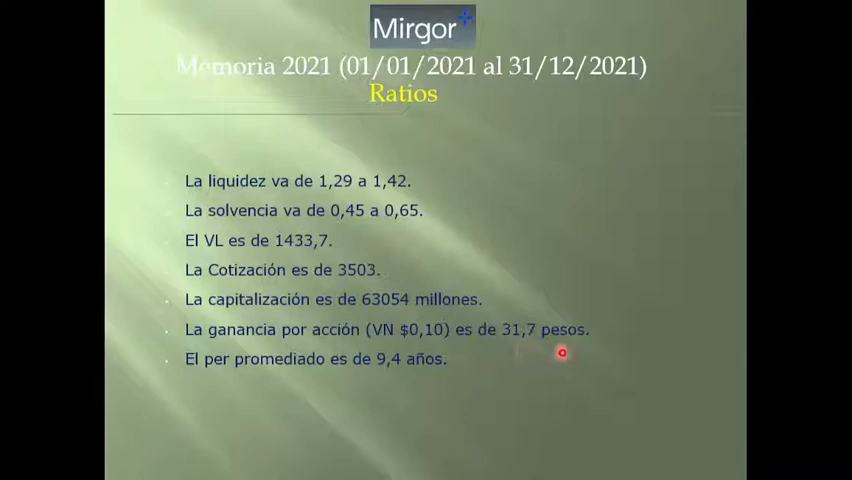 Mirgor
Memoria 2021 (01/01/2021 al 31/12/2021)
Ratios
La liquidez va de 1,29 a 1,42.
La solvencia va de 0,45 a 0,65.
El VL es de 1433,7.
La Cotización es de 3503.
La capitalización es de 63054 millones.
La ganancia por acción (VN $0,10) es de 31,7 pesos.
El per promediado es de 9,4 años.